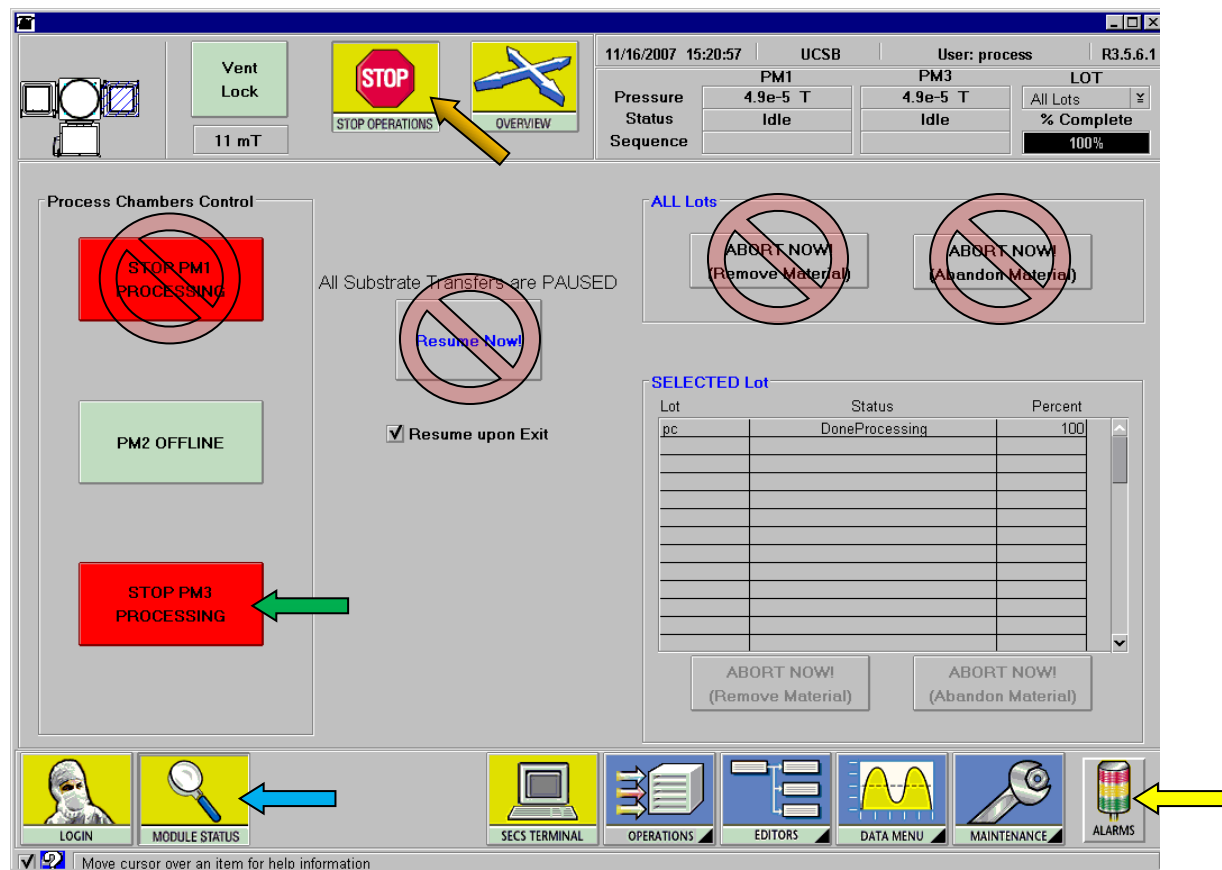 Vent
Lock
11 mT
STOP
STOP OPERATIONS
OVERVIEW
11/16/2007 15:20:57 UCSB User: process R3.5.6.1
PM1 PM3 LOT
Pressure 4.9e-5 T 4.9e-5 T All Lots
Status Idle Idle % Complete
Sequence 100%
Process Chambers Control
STOP PM1
PROCESSING
PM2 OFFLINE
STOP PM3
PROCESSING
All Substrate Transfers are PAUSED
Resume Now!
Resume upon Exit
ALL Lots
ABORT NOW!
(Remove Material)
ABORT NOW!
(Abandon Material)
SELECTED Lot
Lot Status Percent
pc DoneProcessing 100
ABORT NOW!
(Remove Material)
ABORT NOW!
(Abandon Material)
LOGIN
MODULE STATUS
SECS TERMINAL
OPERATIONS
EDITORS
DATA MENU
MAINTENANCE
ALARMS
Move cursor over an item for help information